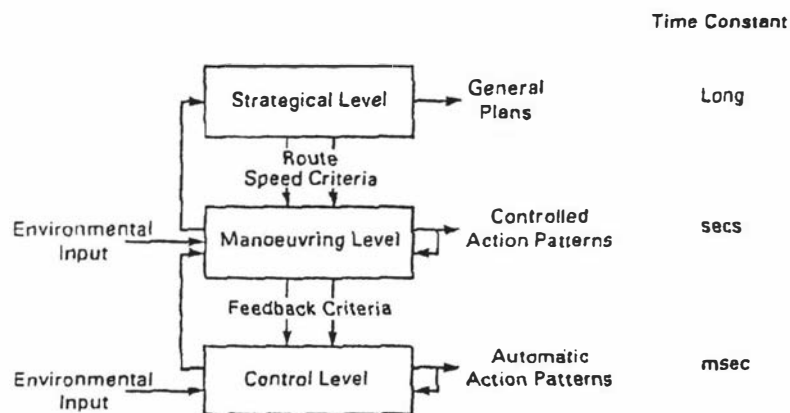 Time Constant
Strategical Level
General
Plans
Long
Route
Speed Criteria
Environmental
Input
Manoeuvring Level
Controlled
Action Patterns
secs
Feedback Criteria
Environmental
Input
Control Level
Automatic
Action Patterns
msec